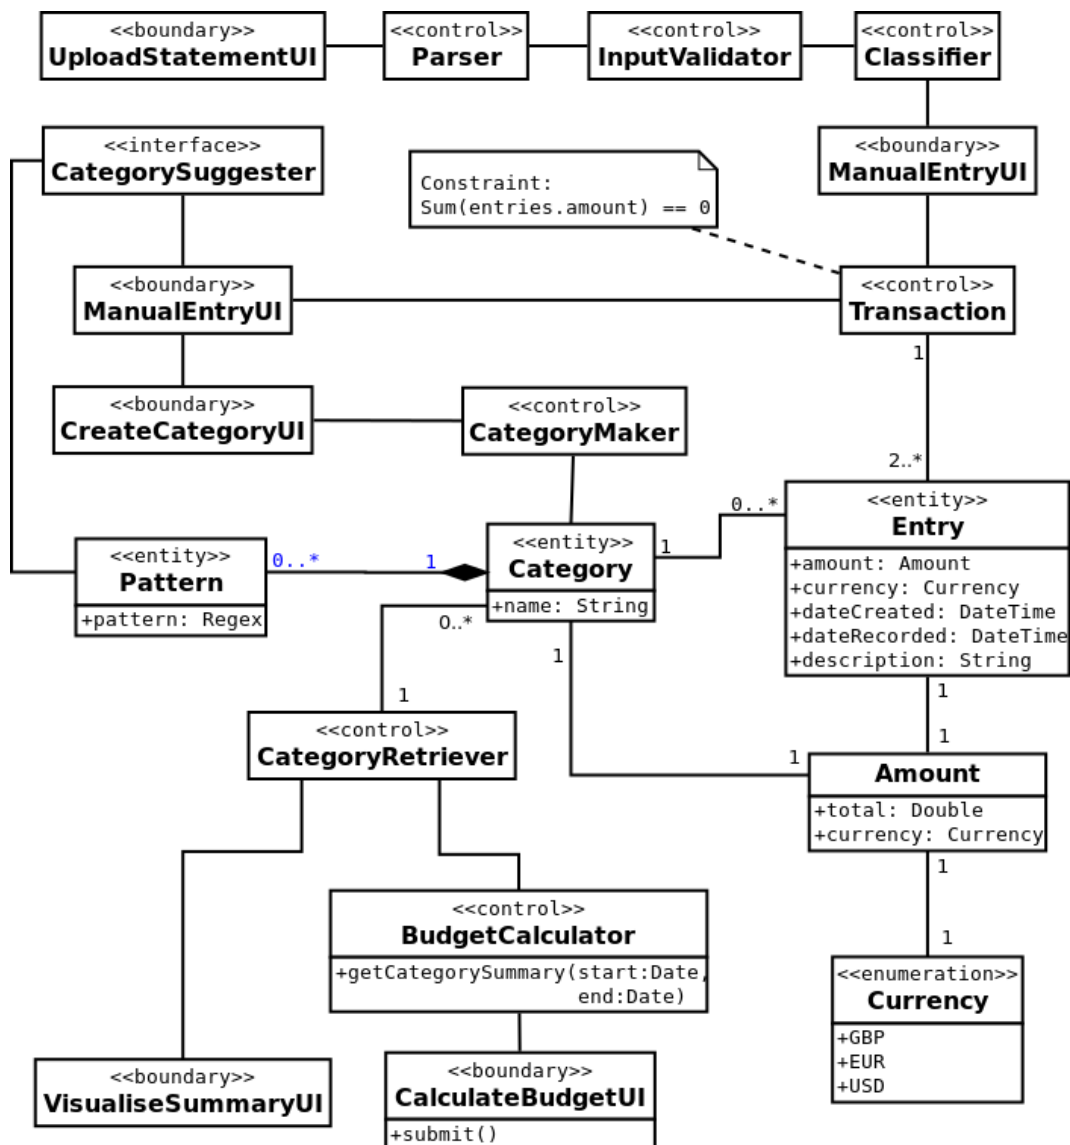 <<boundary>>
UploadStatementUI
<<control>>
Parser
<<control>>
InputValidator
<<control>>
Classifier
<<interface>>
CategorySuggester
Constraint:
Sum(entries.amount) == 0
<<boundary>>
ManualEntryUI
<<boundary>>
ManualEntryUI
<<control>>
Transaction
1
<<boundary>>
CreateCategoryUI
<<control>>
CategoryMaker
2..*
<<entity>>
Pattern
+pattern: Regex
0..*
1
<<entity>>
Category
+name: String
1
0..*
<<entity>>
Entry
+amount: Amount
+currency: Currency
+dateCreated: DateTime
+dateRecorded: DateTime
+description: String
0..*
1
1
1
1
1
<<control>>
CategoryRetriever
Amount
+total: Double
+currency: Currency
1
1
<<control>>
BudgetCalculator
+getCategorySummary(start:Date,
end:Date)
<<enumeration>>
Currency
+GBP
+EUR
+USD
<<boundary>>
VisualiseSummaryUI
<<boundary>>
CalculateBudgetUI
+submit()